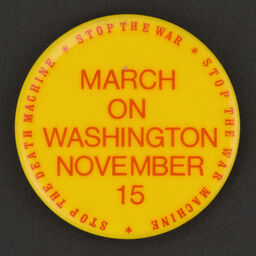 MARCH
ON
WASHINGTON
NOVEMBER
15
* STOP THE WAR * STOP THE WAR MACHINE * STOP THE DEATH MACHINE